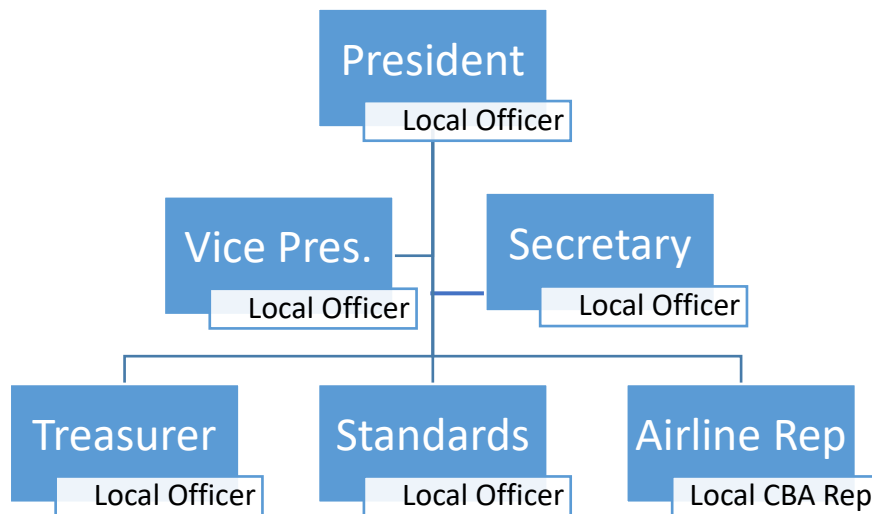 President
Local Officer
Vice Pres.
Local Officer
Secretary
Local Officer
Treasurer
Local Officer
Standards
Local Officer
Airline Rep
Local CBA Rep